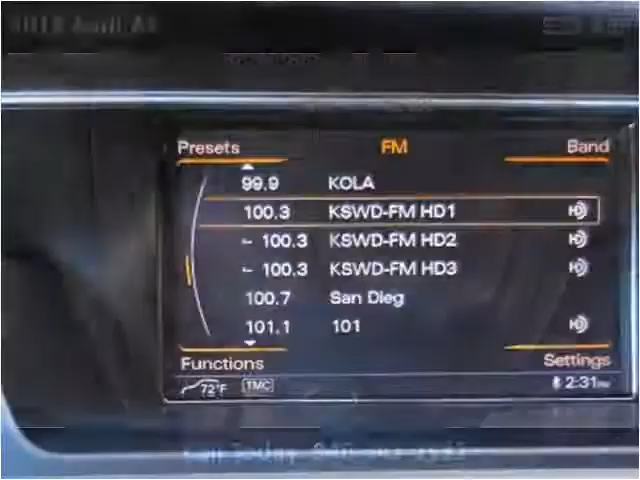 Presets FM Band
99.9 KOLA
100.3 KSWD-FM HD1
100.3 KSWD-FM HD2
100.3 KSWD-FM HD3
100.7 San Dieg
101.1 101
Functions Settings
72°F TMC 2:31